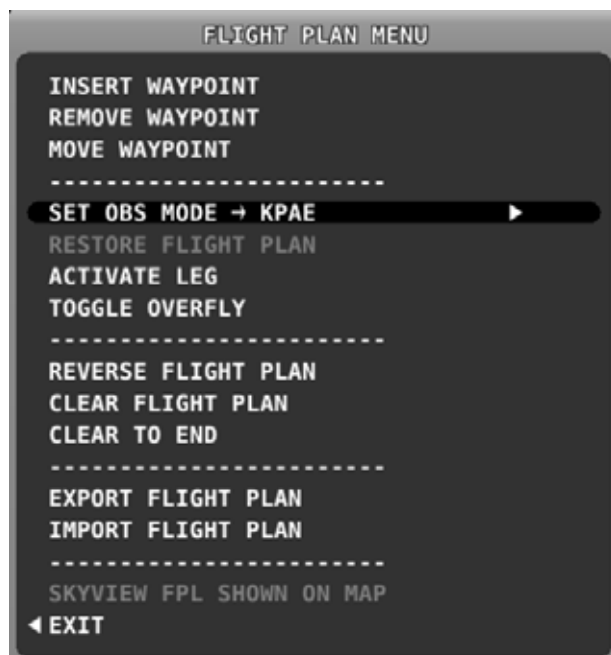 FLIGHT PLAN MENU
INSERT WAYPOINT
REMOVE WAYPOINT
MOVE WAYPOINT
------------------------
SET OBS MODE → KPAE ▶
RESTORE FLIGHT PLAN
ACTIVATE LEG
TOGGLE OVERFLY
------------------------
REVERSE FLIGHT PLAN
CLEAR FLIGHT PLAN
CLEAR TO END
------------------------
EXPORT FLIGHT PLAN
IMPORT FLIGHT PLAN
------------------------
SKYVIEW FPL SHOWN ON MAP
◀ EXIT